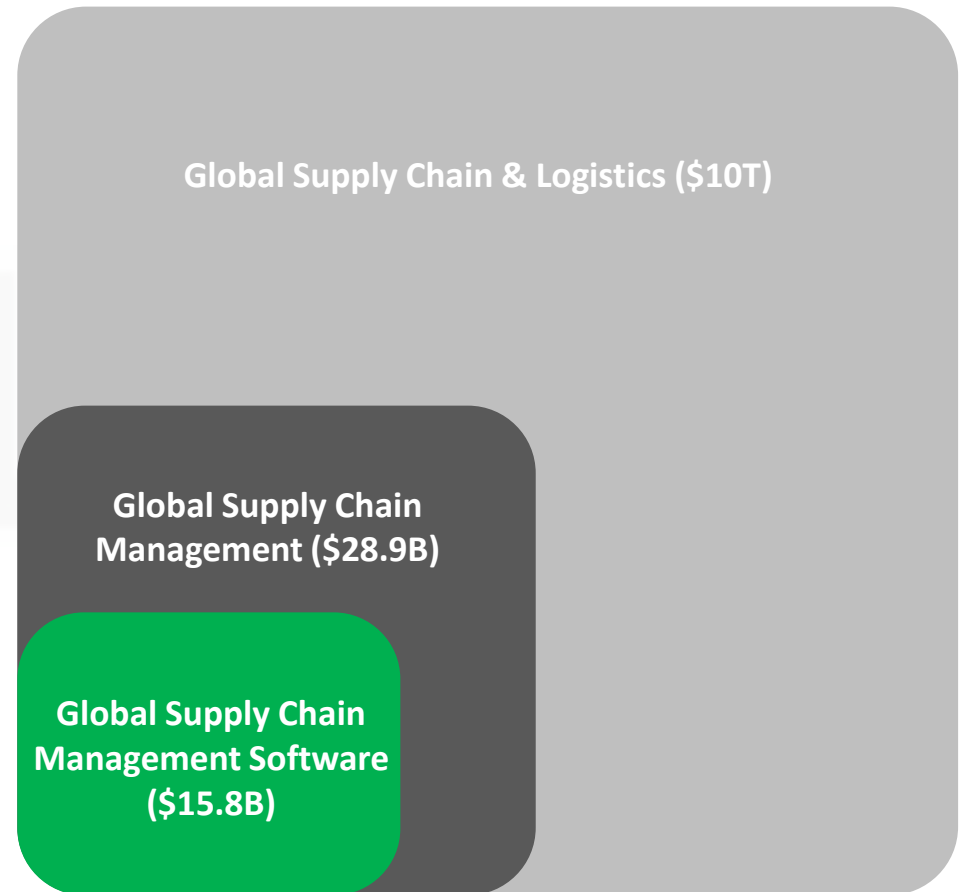 Global Supply Chain & Logistics ($10T)
Global Supply Chain
Management ($28.9B)
Global Supply Chain
Management Software
($15.8B)